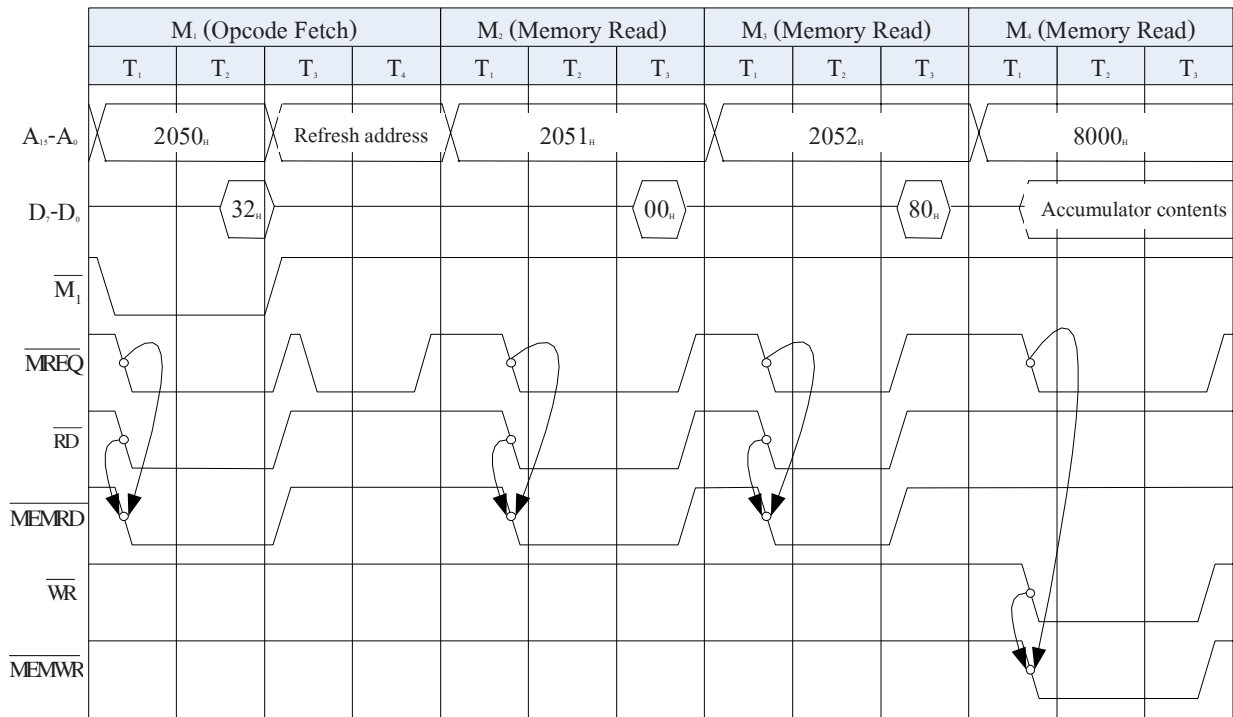 M₁ (Opcode Fetch) M₂ (Memory Read) M₃ (Memory Read) M₄ (Memory Read)
T₁ T₂ T₃ T₄ T₁ T₂ T₃ T₁ T₂ T₃ T₁ T₂ T₃
A₁₅-A₀ 2050H Refresh address 2051H 2052H 8000H
D₇-D₀ 32H 00H 80H Accumulator contents
M₁
MREQ
RD
MEMRD
WR
MEMWR